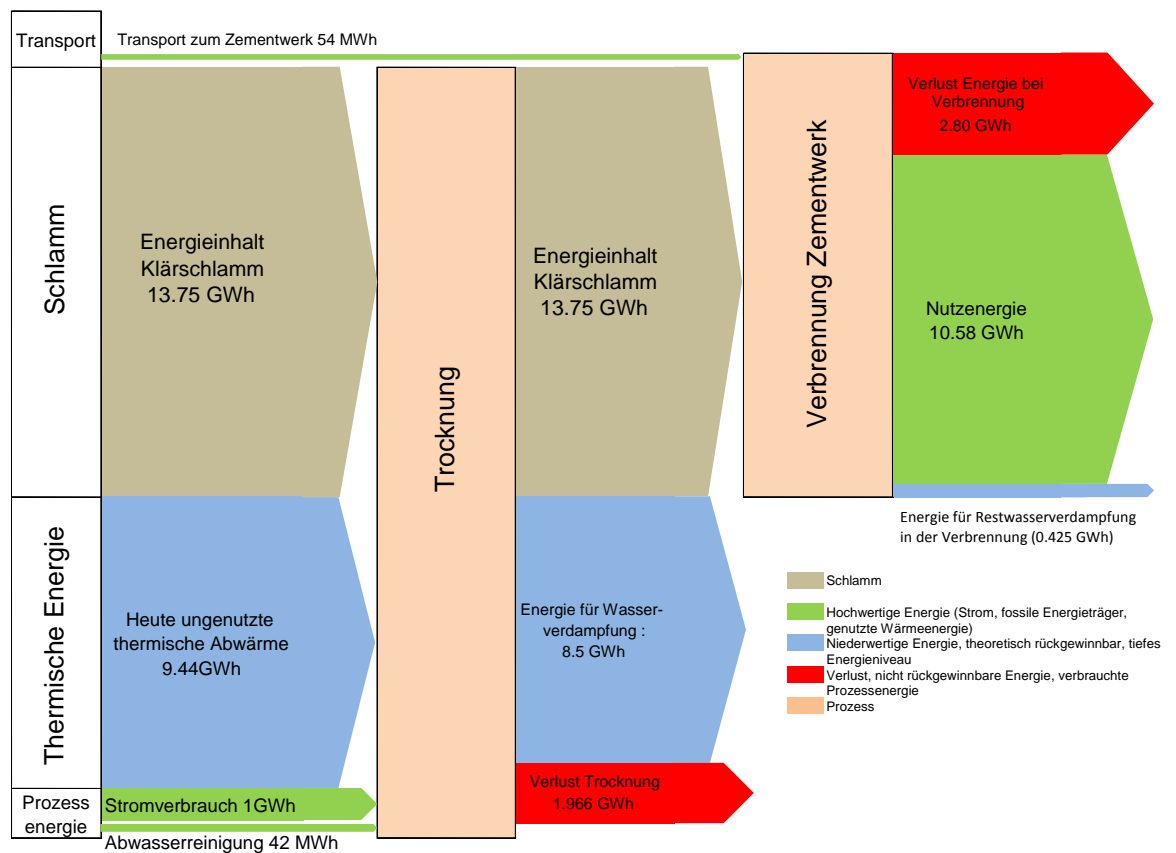 Transport
Transport zum Zementwerk 54 MWh
Schlamm
Energieinhalt
Klärschlamm
13.75 GWh
Trocknung
Energieinhalt
Klärschlamm
13.75 GWh
Verbrennung Zementwerk
Verlust Energie bei
Verbrennung
2.80 GWh
Nutzenergie
10.58 GWh
Energie für Restwasserverdampfung
in der Verbrennung (0.425 GWh)
Thermische Energie
Heute ungenutzte
thermische Abwärme
9.44GWh
Energie für Wasser-
verdampfung :
8.5 GWh
Verlust Trocknung
1.966 GWh
Prozess
energie
Stromverbrauch 1GWh
Abwasserreinigung 42 MWh
Schlamm
Hochwertige Energie (Strom, fossile Energieträger,
genutzte Wärmeenergie)
Niederwertige Energie, theoretisch rückgewinnbar, tiefes
Energieniveau
Verlust, nicht rückgewinnbare Energie, verbrauchte
Prozessenergie
Prozess